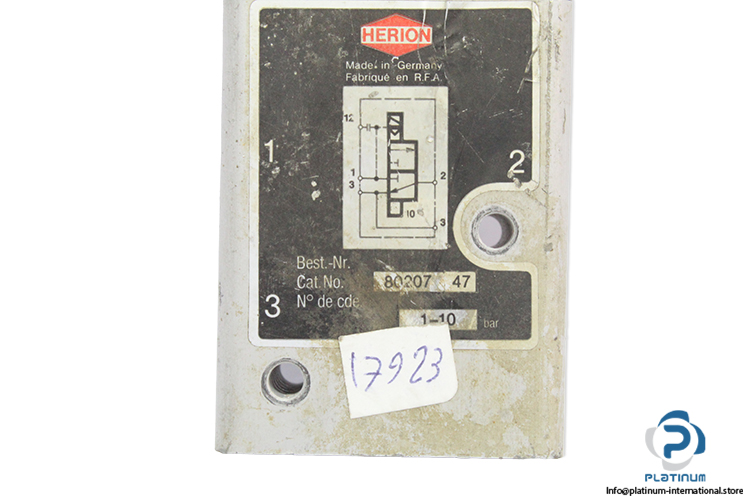 HERION
Made in Germany
Fabriqué en R.F.A.
12
1
3
2
10
3
1
2
3
Best.-Nr.
Cat.No. 80207 47
N° de cde.
1-10 bar
17923
PLATINUM
Info@platinum-international.store